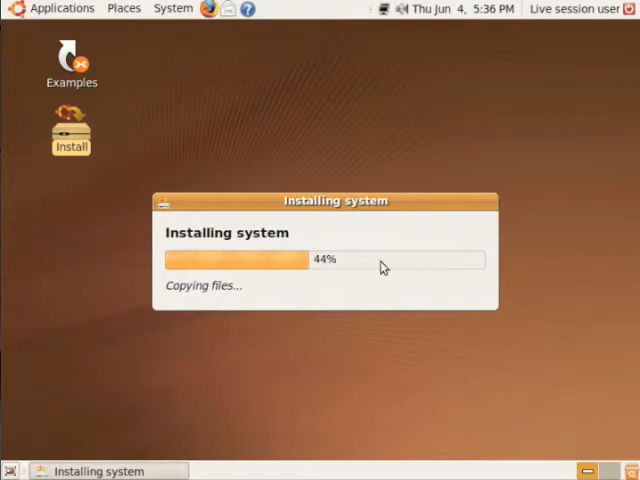 Applications Places System Thu Jun 4, 5:36 PM Live session user
Examples
Install
Installing system
Installing system
44%
Copying files...
Installing system